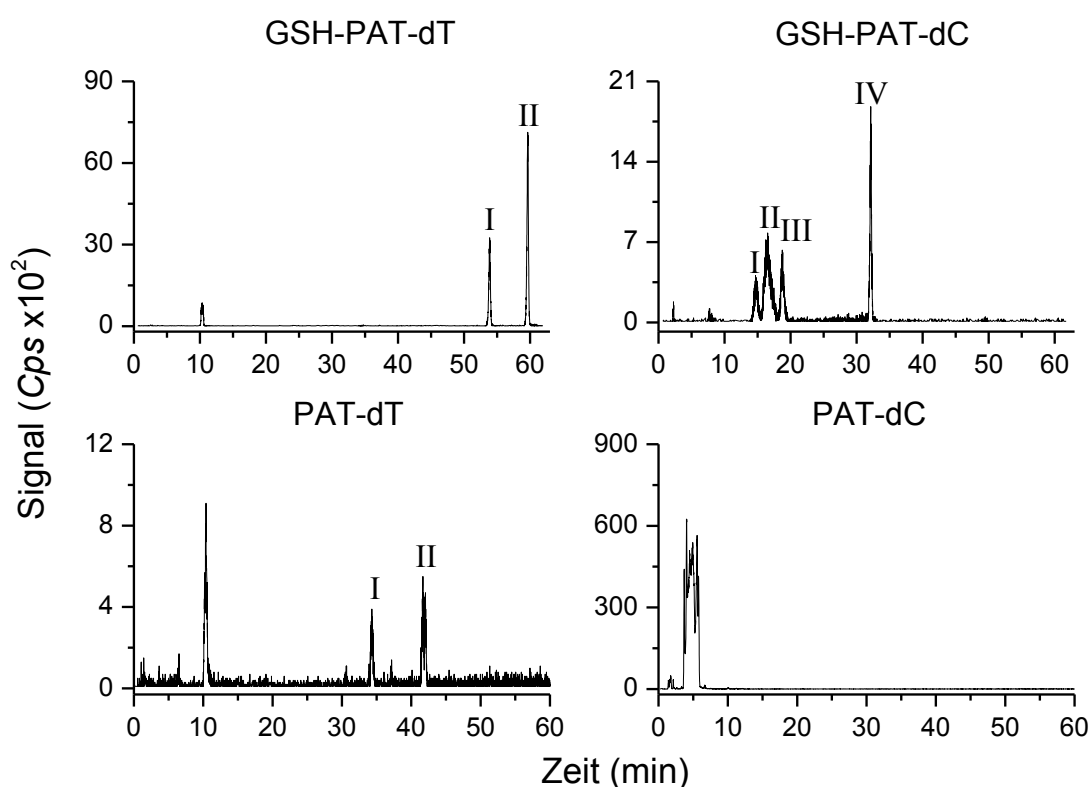 GSH-PAT-dT
90
60
30
0
I
II
0 10 20 30 40 50 60
GSH-PAT-dC
21
14
7
0
I
II
III
IV
0 10 20 30 40 50 60
PAT-dT
12
8
4
0
I
II
0 10 20 30 40 50 60
PAT-dC
900
600
300
0
0 10 20 30 40 50 60
Signal (Cps x10²)
Zeit (min)